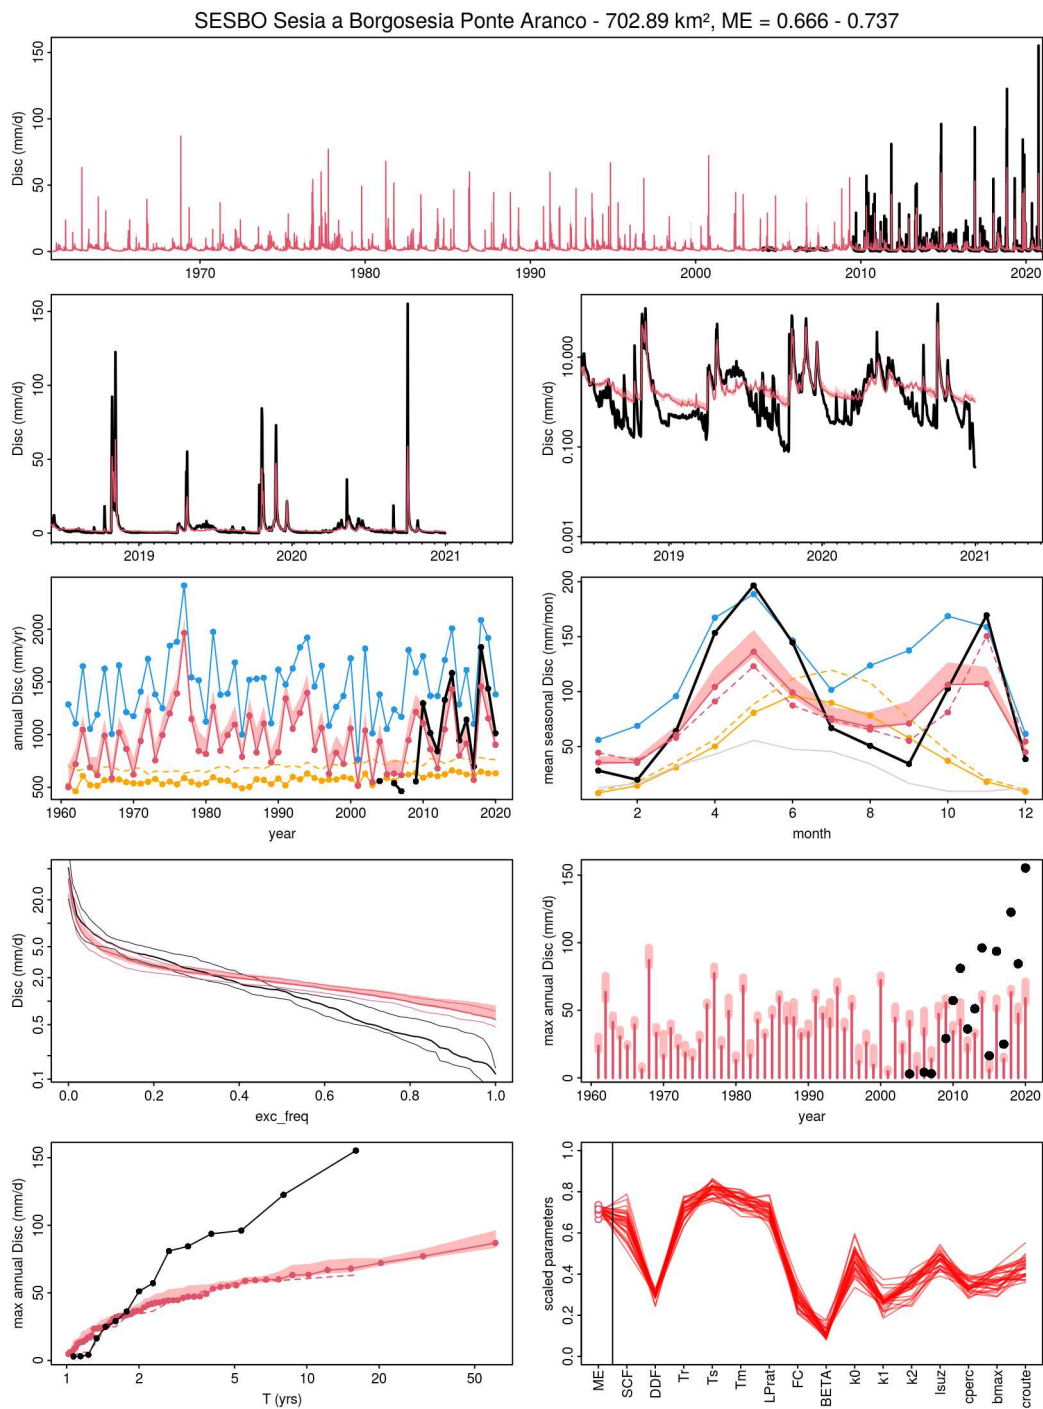 SESBO Sesia a Borgosesia Ponte Aranco - 702.89 km², ME = 0.666 - 0.737
Disc (mm/d)
150
100
50
0
1970 1980 1990 2000 2010 2020
Disc (mm/d)
150
100
50
0
2019 2020 2021
Disc (mm/d)
10.000
0.100
0.001
2019 2020 2021
annual Disc (mm/yr)
2000
1500
1000
500
1960 1970 1980 1990 2000 2010 2020
year
mean seasonal Disc (mm/mon)
200
150
100
50
2 4 6 8 10 12
month
Disc (mm/d)
20.0
5.0
2.0
0.5
0.1
0.0 0.2 0.4 0.6 0.8 1.0
exc_freq
max annual Disc (mm/d)
150
100
50
0
1960 1970 1980 1990 2000 2010 2020
year
max annual Disc (mm/d)
150
100
50
0
1 2 5 10 20 50
T (yrs)
scaled parameters
1.0
0.8
0.6
0.4
0.2
0.0
ME SCF DDF Tr Ts Tm LPrat FC BETA k0 k1 k2 lsuz cperc bmax croute